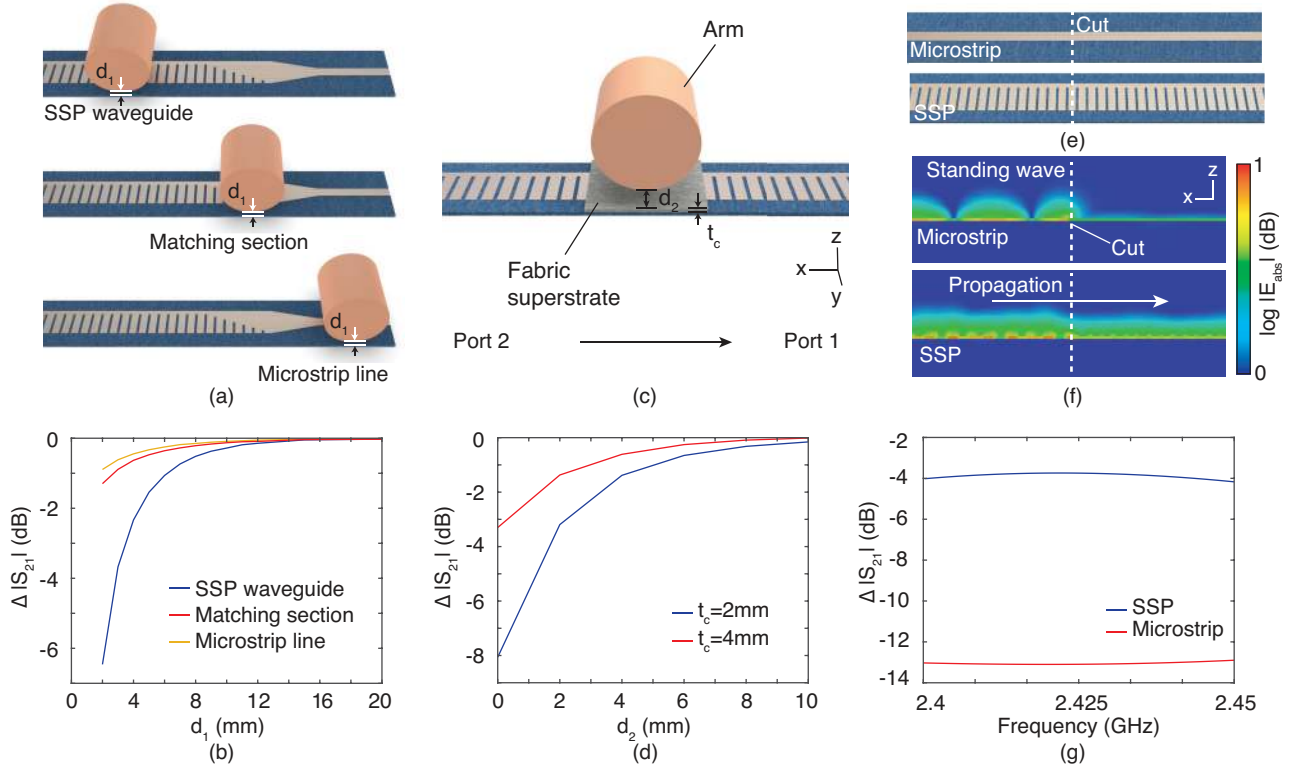 d1
SSP waveguide
d1
Matching section
d1
Microstrip line
(a)
Arm
d2
tc
Fabric
superstrate
z
x
y
Port 2
Port 1
(c)
Cut
Microstrip
SSP
(e)
Standing wave
z
x
Microstrip
Cut
Propagation
SSP
1
0
log |Eabs| (dB)
(f)
0
-2
-4
-6
Δ |S21| (dB)
SSP waveguide
Matching section
Microstrip line
0 4 8 12 16 20
d1 (mm)
(b)
0
-2
-4
-6
-8
Δ |S21| (dB)
tc=2mm
tc=4mm
0 2 4 6 8 10
d2 (mm)
(d)
-2
-4
-6
-8
-10
-12
-14
Δ |S21| (dB)
SSP
Microstrip
2.4 2.425 2.45
Frequency (GHz)
(g)